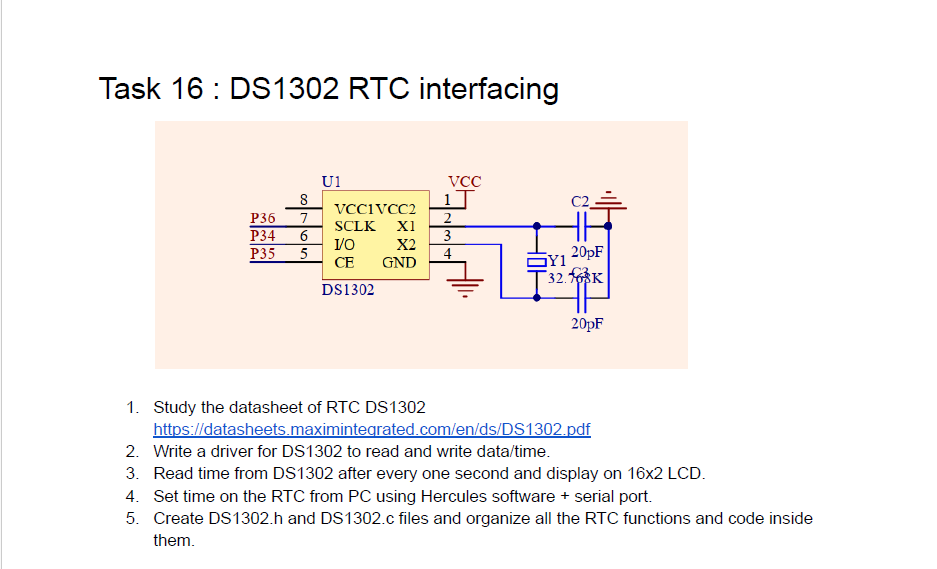 Task 16 : DS1302 RTC interfacing
U1 VCC
8 VCC1 VCC2 1 C2
P36 7 SCLK X1 2
P34 6 I/O X2 3
P35 5 CE GND 4
Y1 20pF
32.768K C3
DS1302
20pF
1. Study the datasheet of RTC DS1302
https://datasheets.maximintegrated.com/en/ds/DS1302.pdf
2. Write a driver for DS1302 to read and write data/time.
3. Read time from DS1302 after every one second and display on 16x2 LCD.
4. Set time on the RTC from PC using Hercules software + serial port.
5. Create DS1302.h and DS1302.c files and organize all the RTC functions and code inside
them.